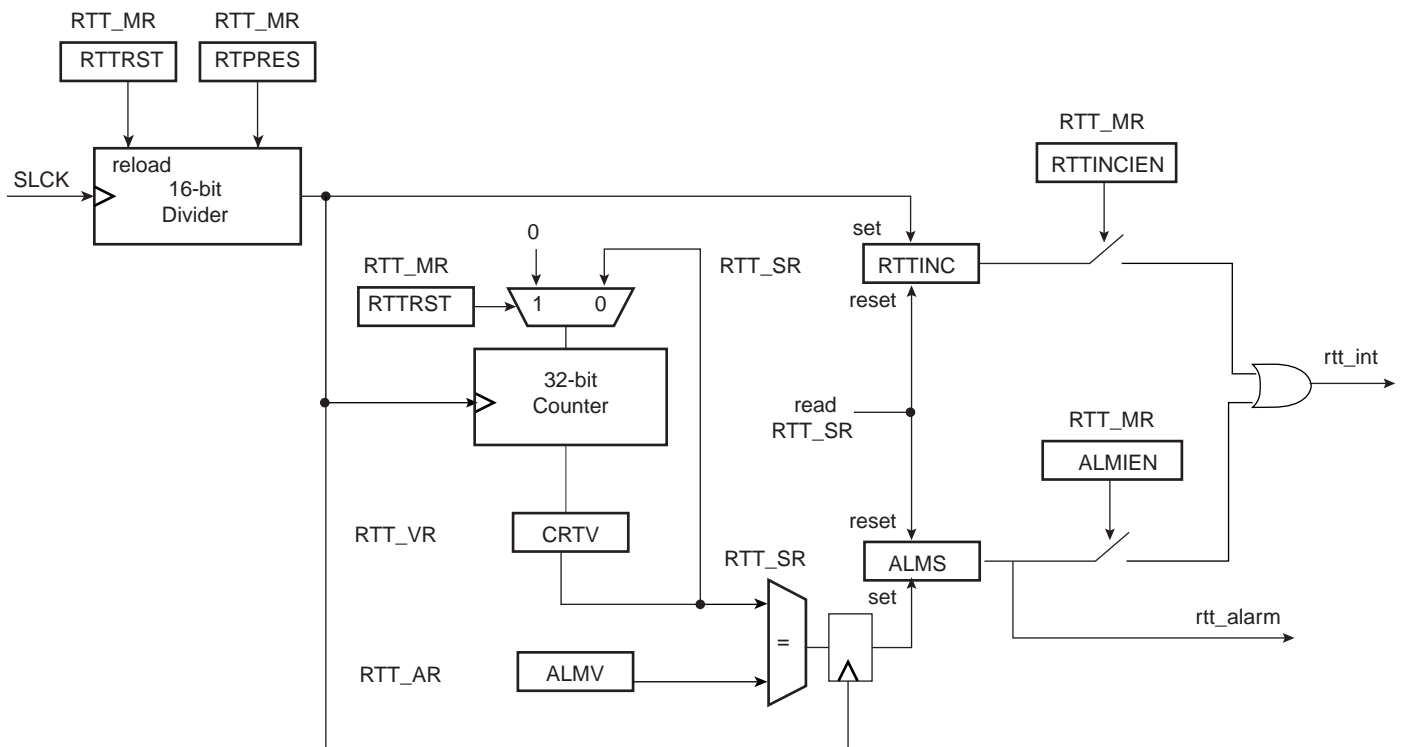 RTT_MR
RTTRST
RTT_MR
RTPRES
reload
16-bit
Divider
SLCK
RTT_MR
RTTINCIEN
0
RTT_MR
RTTRST
1
0
RTT_SR
set
RTTINC
reset
32-bit
Counter
read
RTT_SR
rtt_int
RTT_MR
ALMIEN
RTT_VR
CRTV
RTT_SR
reset
ALMS
set
rtt_alarm
=
RTT_AR
ALMV